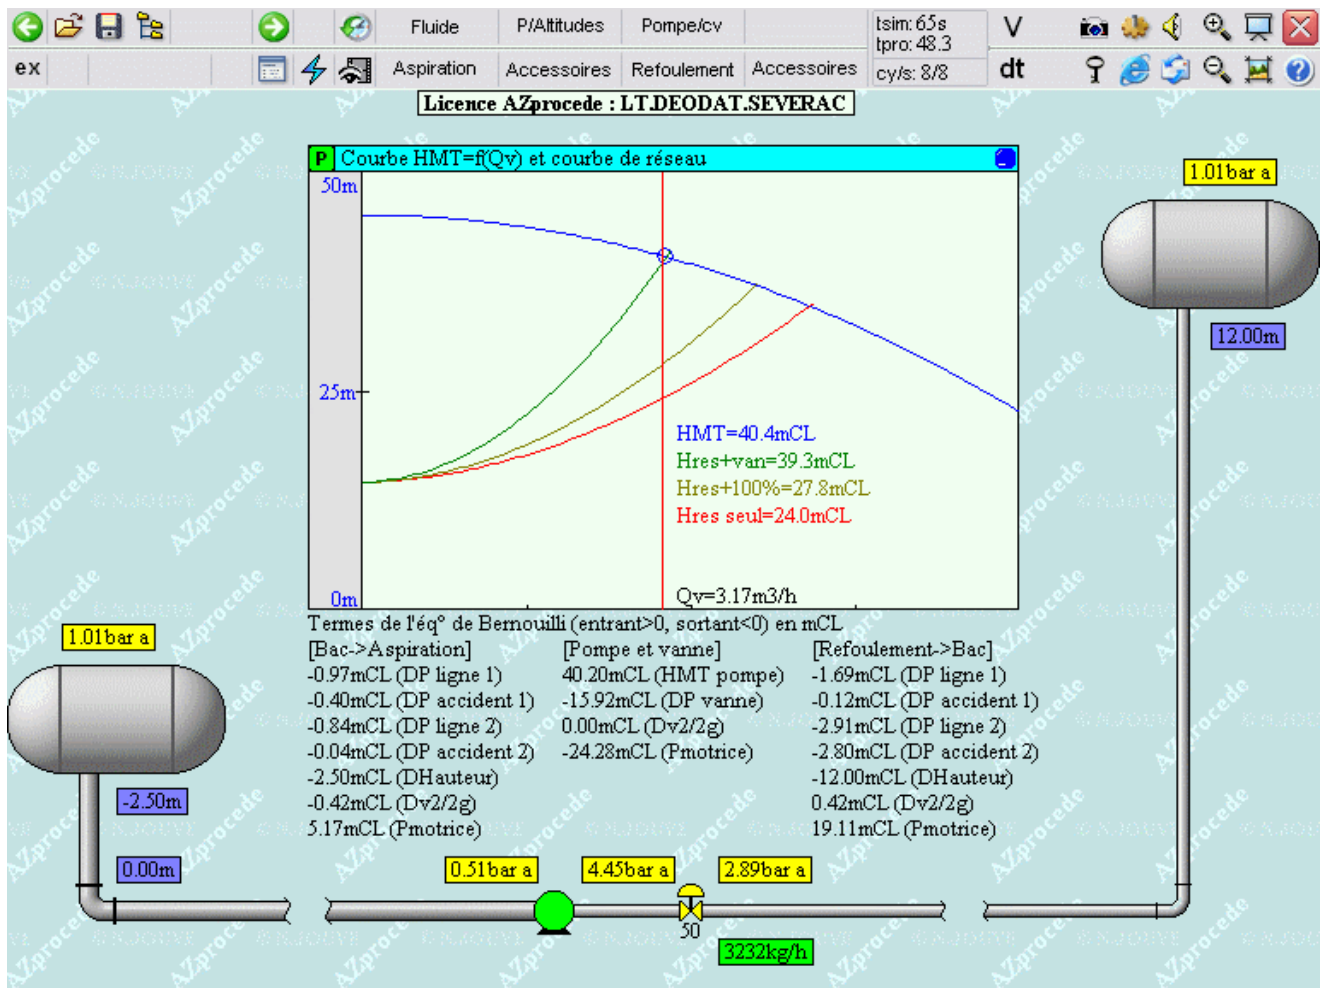 Fluide P/Altitudes Pompe/cv tsim: 65s V
tpro: 48.3
ex Aspiration Accessoires Refoulement Accessoires cy/s: 8/8 dt
Licence AZprocede : LT.DEODAT.SEVERAC
P Courbe HMT=f(Qv) et courbe de réseau
1.01bar a
50m
12.00m
25m
HMT=40.4mCL
Hres+van=39.3mCL
Hres+100%=27.8mCL
Hres seul=24.0mCL
0m Qv=3.17m3/h
Termes de l'éq° de Bernouilli (entrant>0, sortant<0) en mCL
1.01bar a
[Bac->Aspiration] [Pompe et vanne] [Refoulement->Bac]
-0.97mCL (DP ligne 1) 40.20mCL (HMT pompe) -1.69mCL (DP ligne 1)
-0.40mCL (DP accident 1) -15.92mCL (DP vanne) -0.12mCL (DP accident 1)
-0.84mCL (DP ligne 2) 0.00mCL (Dv2/2g) -2.91mCL (DP ligne 2)
-0.04mCL (DP accident 2) -24.28mCL (Pmotrice) -2.80mCL (DP accident 2)
-2.50mCL (DHauteur) -12.00mCL (DHauteur)
-2.50m -0.42mCL (Dv2/2g) 0.42mCL (Dv2/2g)
5.17mCL (Pmotrice) 19.11mCL (Pmotrice)
0.00m 0.51bar a 4.45bar a 2.89bar a
50
3232kg/h